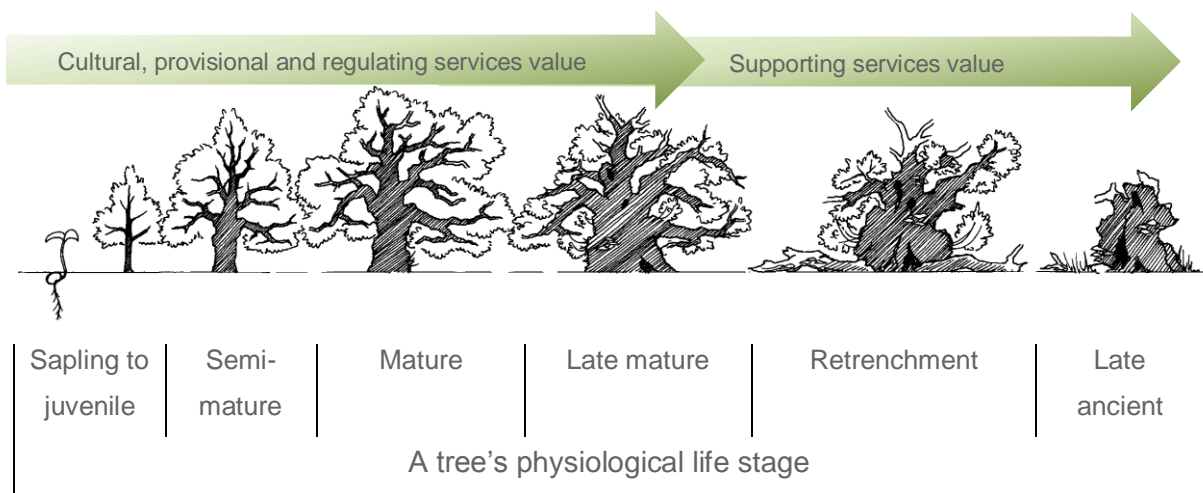 Cultural, provisional and regulating services value
Supporting services value
Sapling to
juvenile
Semi-
mature
Mature
Late mature
Retrenchment
Late
ancient
A tree's physiological life stage